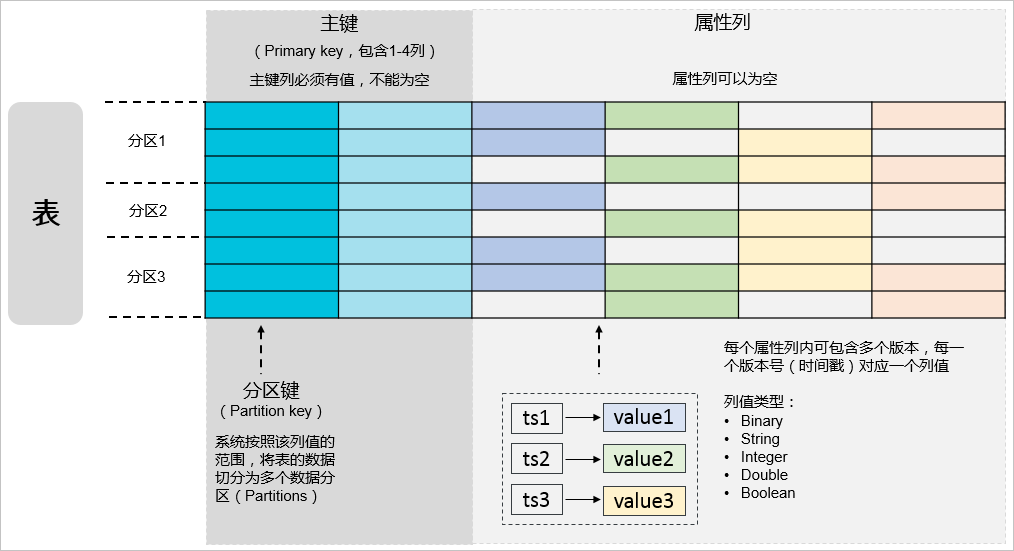 主键
（Primary key，包含1-4列）
主键列必须有值，不能为空
属性列
属性列可以为空
表
分区1
分区2
分区3
分区键
（Partition key）
系统按照该列值的
范围，将表的数据
切分为多个数据分
区（Partitions）
ts1
value1
ts2
value2
ts3
value3
每个属性列内可包含多个版本，每一
个版本号（时间戳）对应一个列值
列值类型：
• Binary
• String
• Integer
• Double
• Boolean